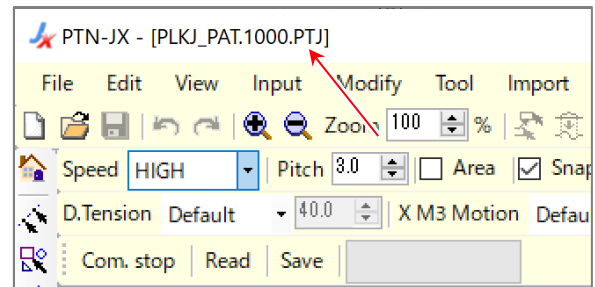 PTN-JX - [PLKJ_PAT.1000.PTJ]
File Edit View Input Modify Tool Import
Zoom 100 %
Speed HIGH Pitch 3.0 Area Snap
D.Tension Default 40.0 X M3 Motion Defau
Com. stop Read Save